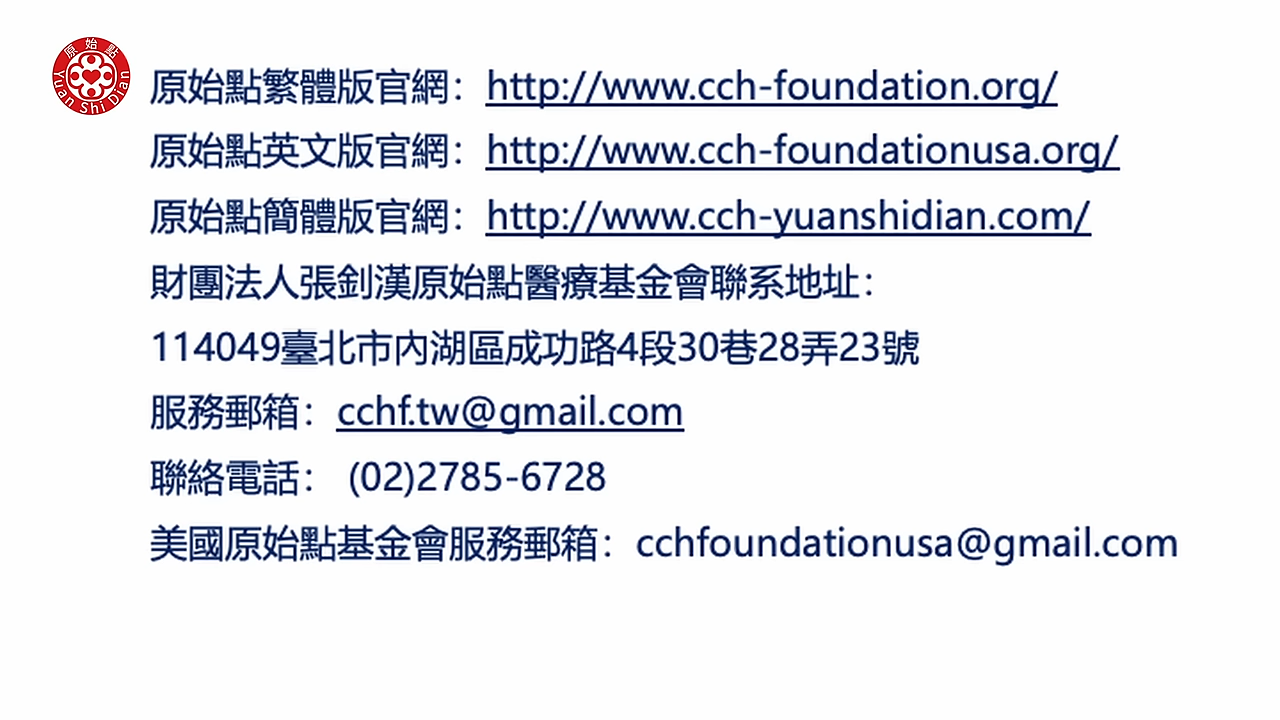 原始點
Yuan Shi Dian
原始點繁體版官網：http://www.cch-foundation.org/
原始點英文版官網：http://www.cch-foundationusa.org/
原始點簡體版官網：http://www.cch-yuanshidian.com/
財團法人張釗漢原始點醫療基金會聯系地址：
114049臺北市內湖區成功路4段30巷28弄23號
服務郵箱：cchf.tw@gmail.com
聯絡電話： (02)2785-6728
美國原始點基金會服務郵箱：cchfoundationusa@gmail.com